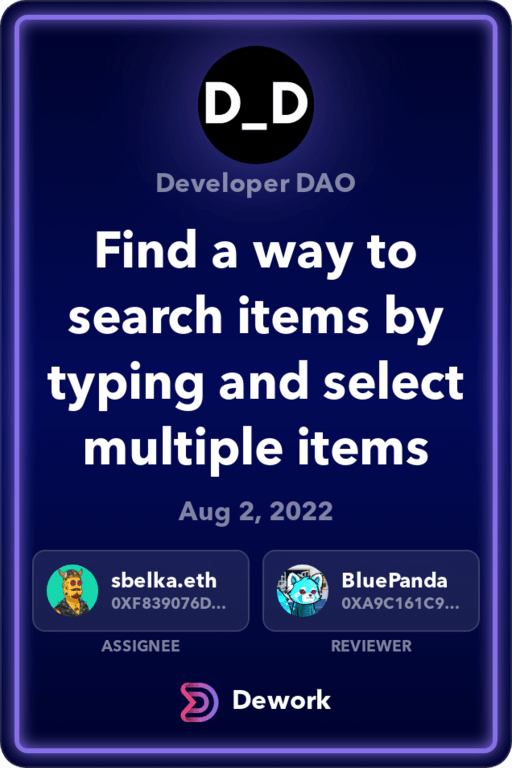 D_D
Developer DAO
Find a way to
search items by
typing and select
multiple items
Aug 2, 2022
sbelka.eth
0XF839076D...
BluePanda
0XA9C161C9...
ASSIGNEE
REVIEWER
Dework